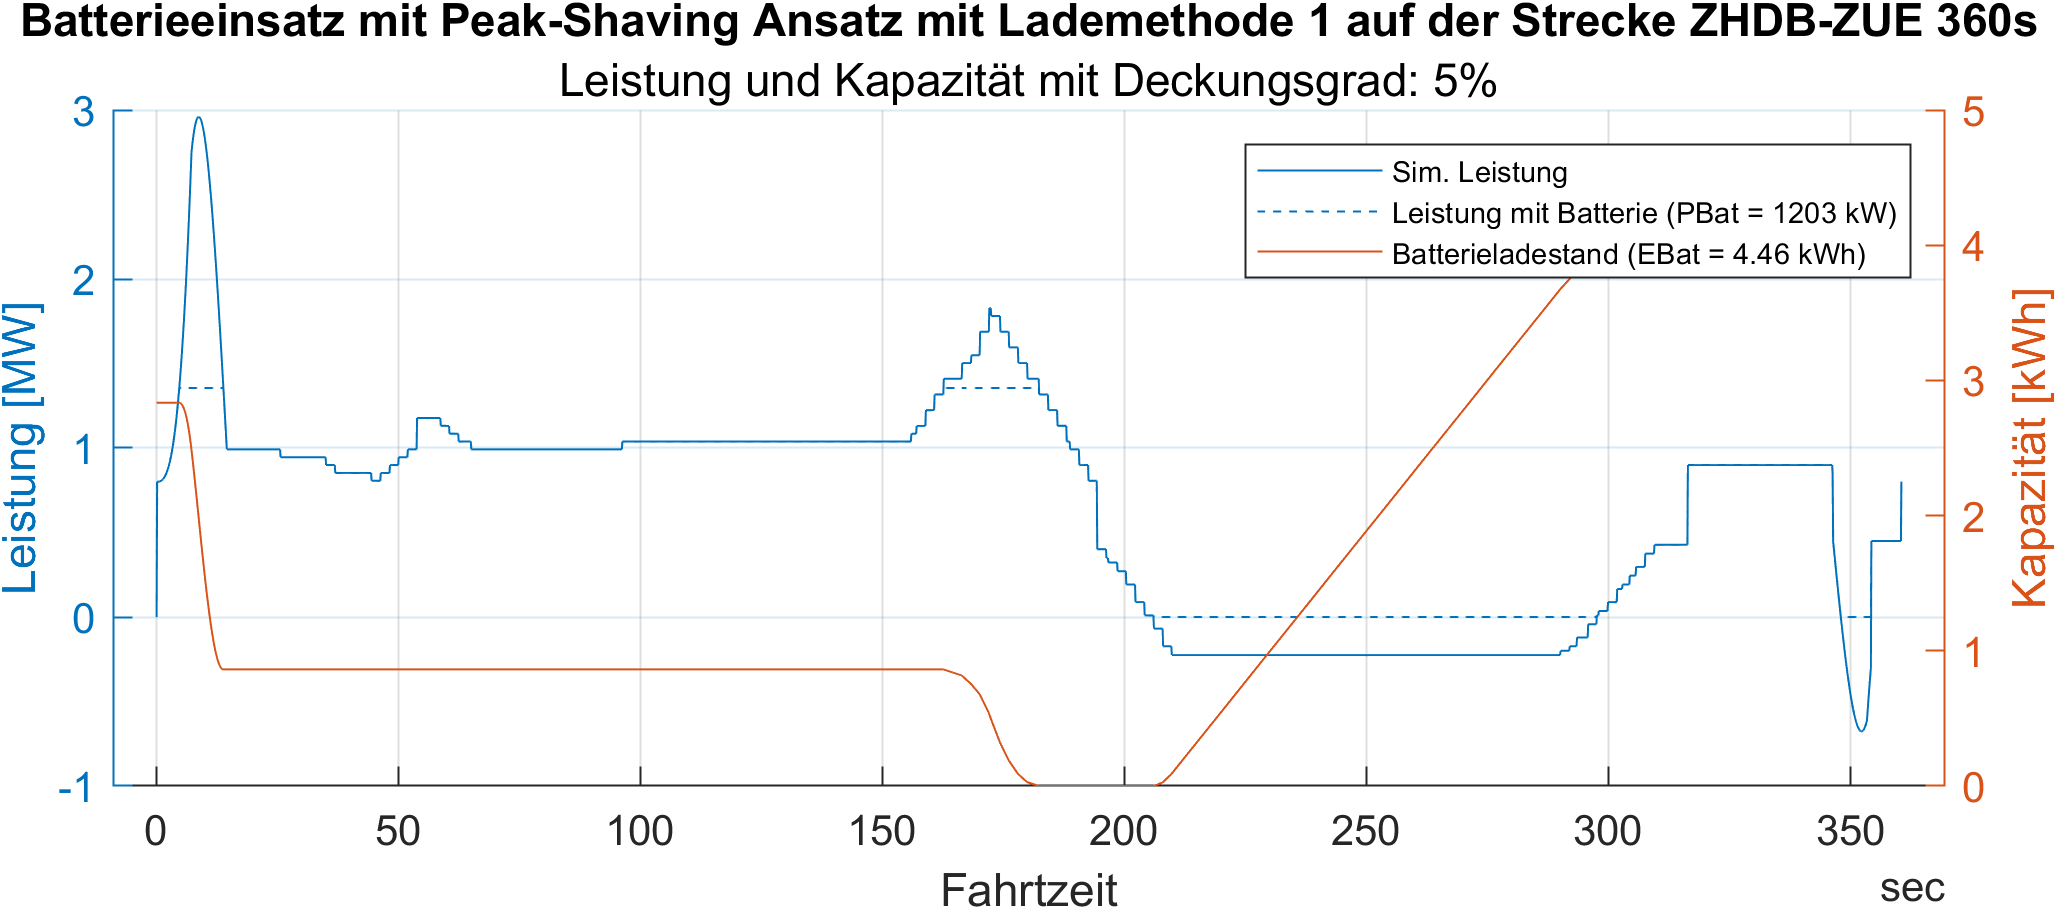 Batterieeinsatz mit Peak-Shaving Ansatz mit Lademethode 1 auf der Strecke ZHDB-ZUE 360s
Leistung und Kapazität mit Deckungsgrad: 5%
Leistung [MW]
3
2
1
0
-1
Sim. Leistung
Leistung mit Batterie (PBat = 1203 kW)
Batterieladestand (EBat = 4.46 kWh)
5
4
3
2
1
0
Kapazität [kWh]
0 50 100 150 200 250 300 350
Fahrtzeit
sec